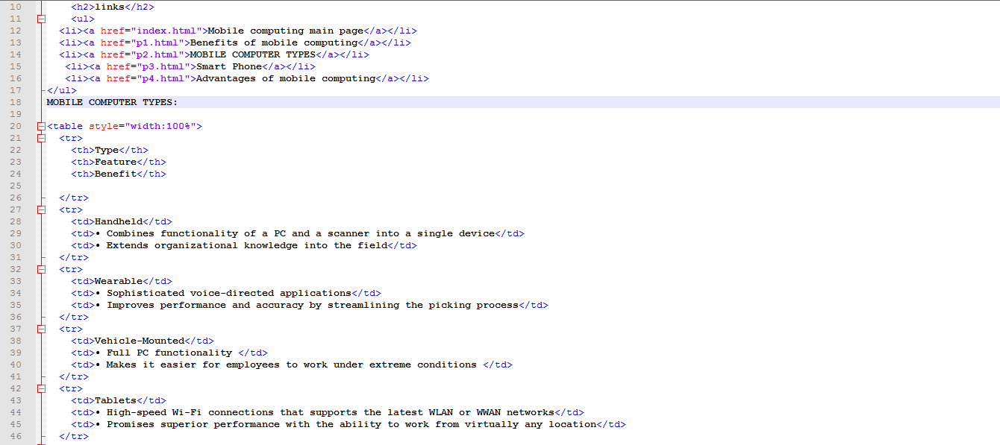 10 <h2>links</h2>
11 <ul>
12 <li><a href="index.html">Mobile computing main page</a></li>
13 <li><a href="p1.html">Benefits of mobile computing</a></li>
14 <li><a href="p2.html">MOBILE COMPUTER TYPES</a></li>
15 <li><a href="p3.html">Smart Phone</a></li>
16 <li><a href="p4.html">Advantages of mobile computing</a></li>
17 </ul>
18 MOBILE COMPUTER TYPES:
19
20 <table style="width:100%">
21 <tr>
22 <th>Type</th>
23 <th>Feature</th>
24 <th>Benefit</th>
25
26 </tr>
27 <tr>
28 <td>Handheld</td>
29 <td>• Combines functionality of a PC and a scanner into a single device</td>
30 <td>• Extends organizational knowledge into the field</td>
31 </tr>
32 <tr>
33 <td>Wearable</td>
34 <td>• Sophisticated voice-directed applications</td>
35 <td>• Improves performance and accuracy by streamlining the picking process</td>
36 </tr>
37 <tr>
38 <td>Vehicle-Mounted</td>
39 <td>• Full PC functionality </td>
40 <td>• Makes it easier for employees to work under extreme conditions </td>
41 </tr>
42 <tr>
43 <td>Tablets</td>
44 <td>• High-speed Wi-Fi connections that supports the latest WLAN or WWAN networks</td>
45 <td>• Promises superior performance with the ability to work from virtually any location</td>
46 </tr>